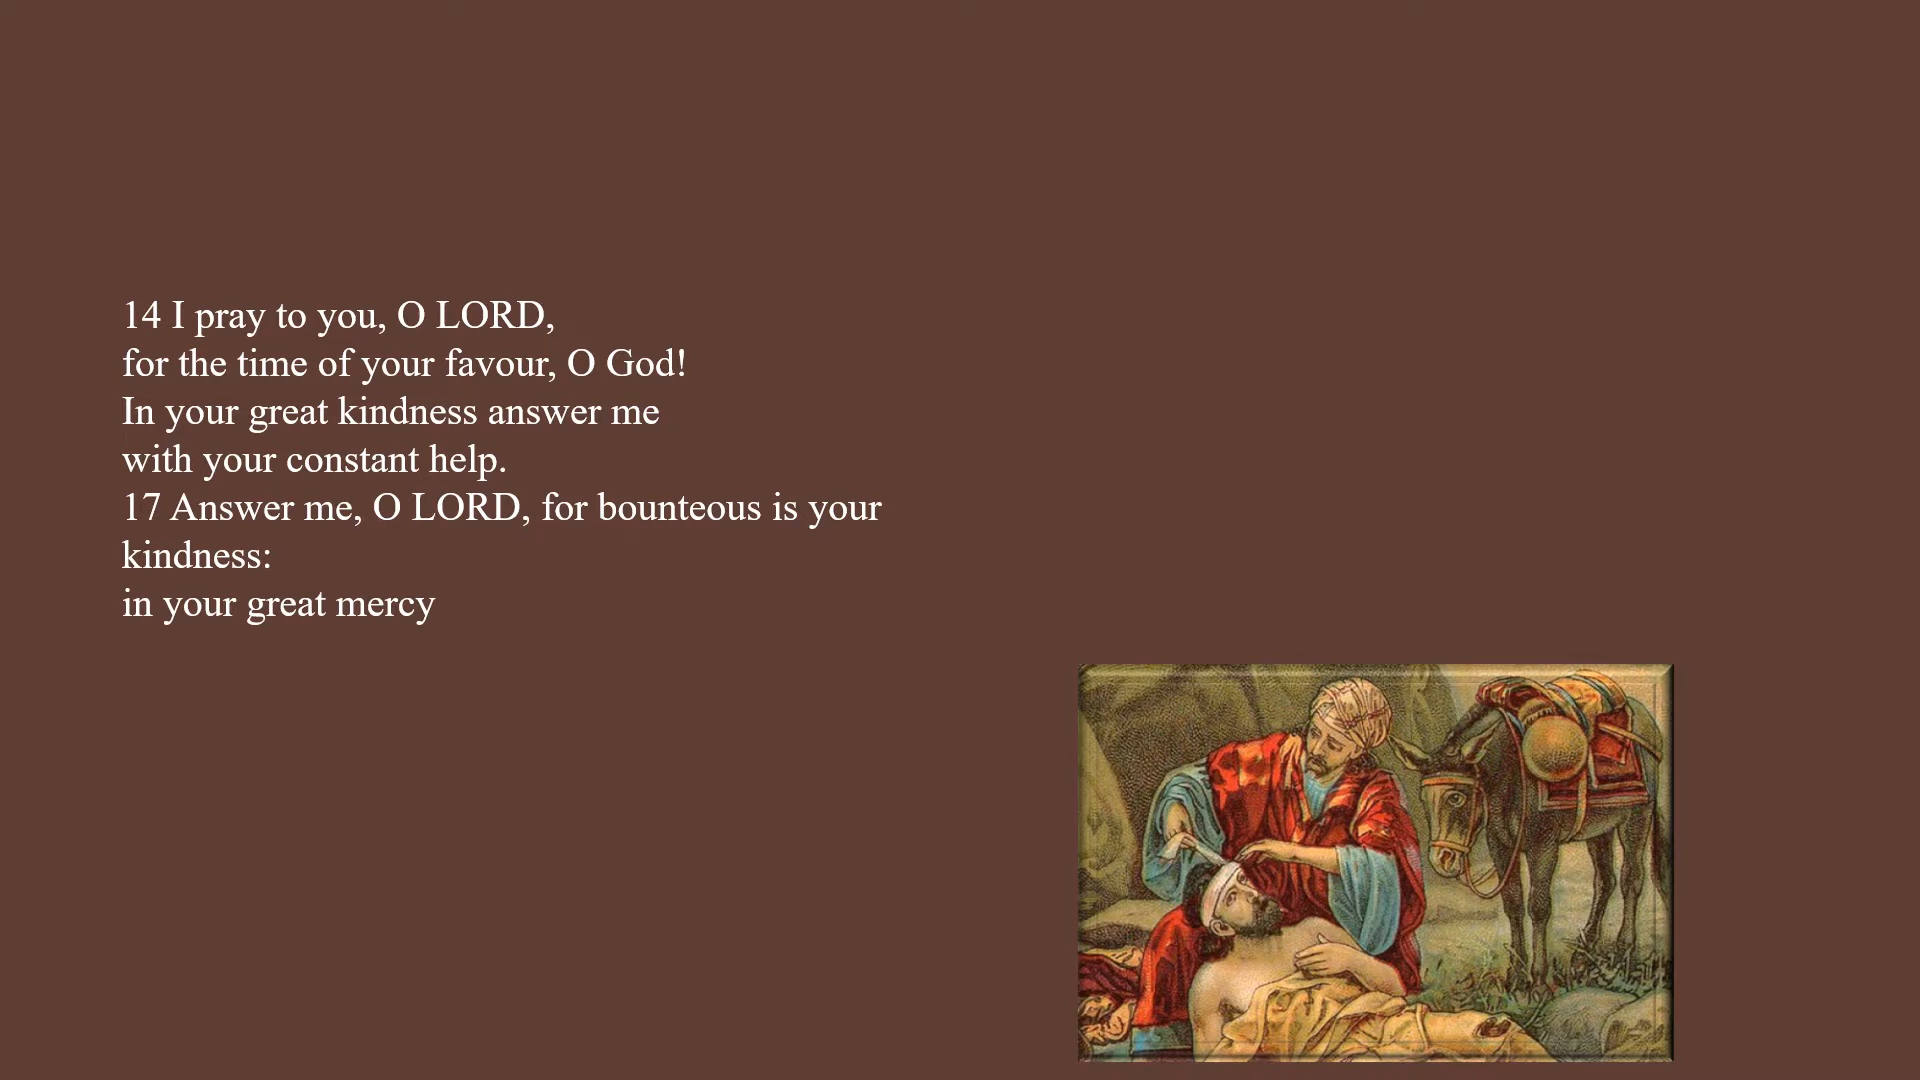 14 I pray to you, O LORD,
for the time of your favour, O God!
In your great kindness answer me
with your constant help.
17 Answer me, O LORD, for bounteous is your
kindness:
in your great mercy